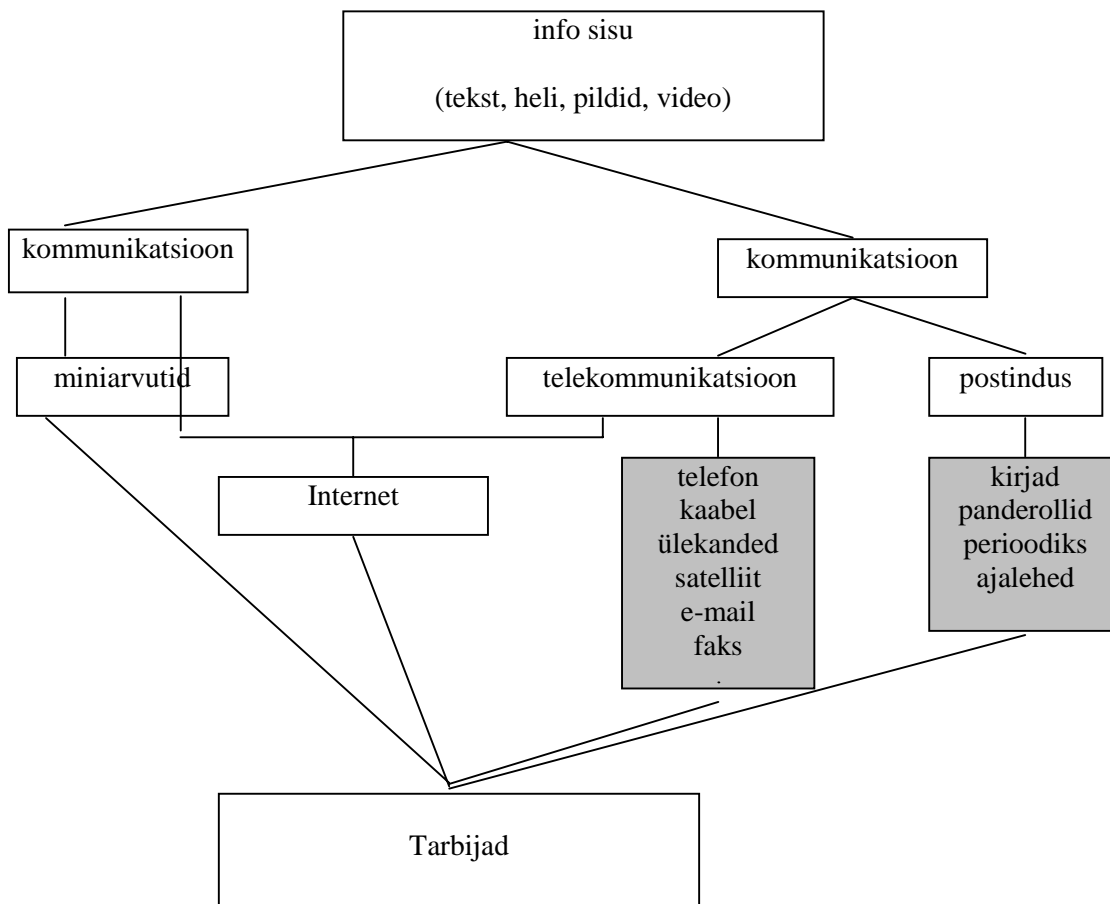 info sisu
(tekst, heli, pildid, video)
kommunikatsioon
kommunikatsioon
miniarvutid
telekommunikatsioon
postindus
Internet
telefon
kaabel
ülekanded
satelliit
e-mail
faks
.
kirjad
panderollid
perioodiks
ajalehed
Tarbijad